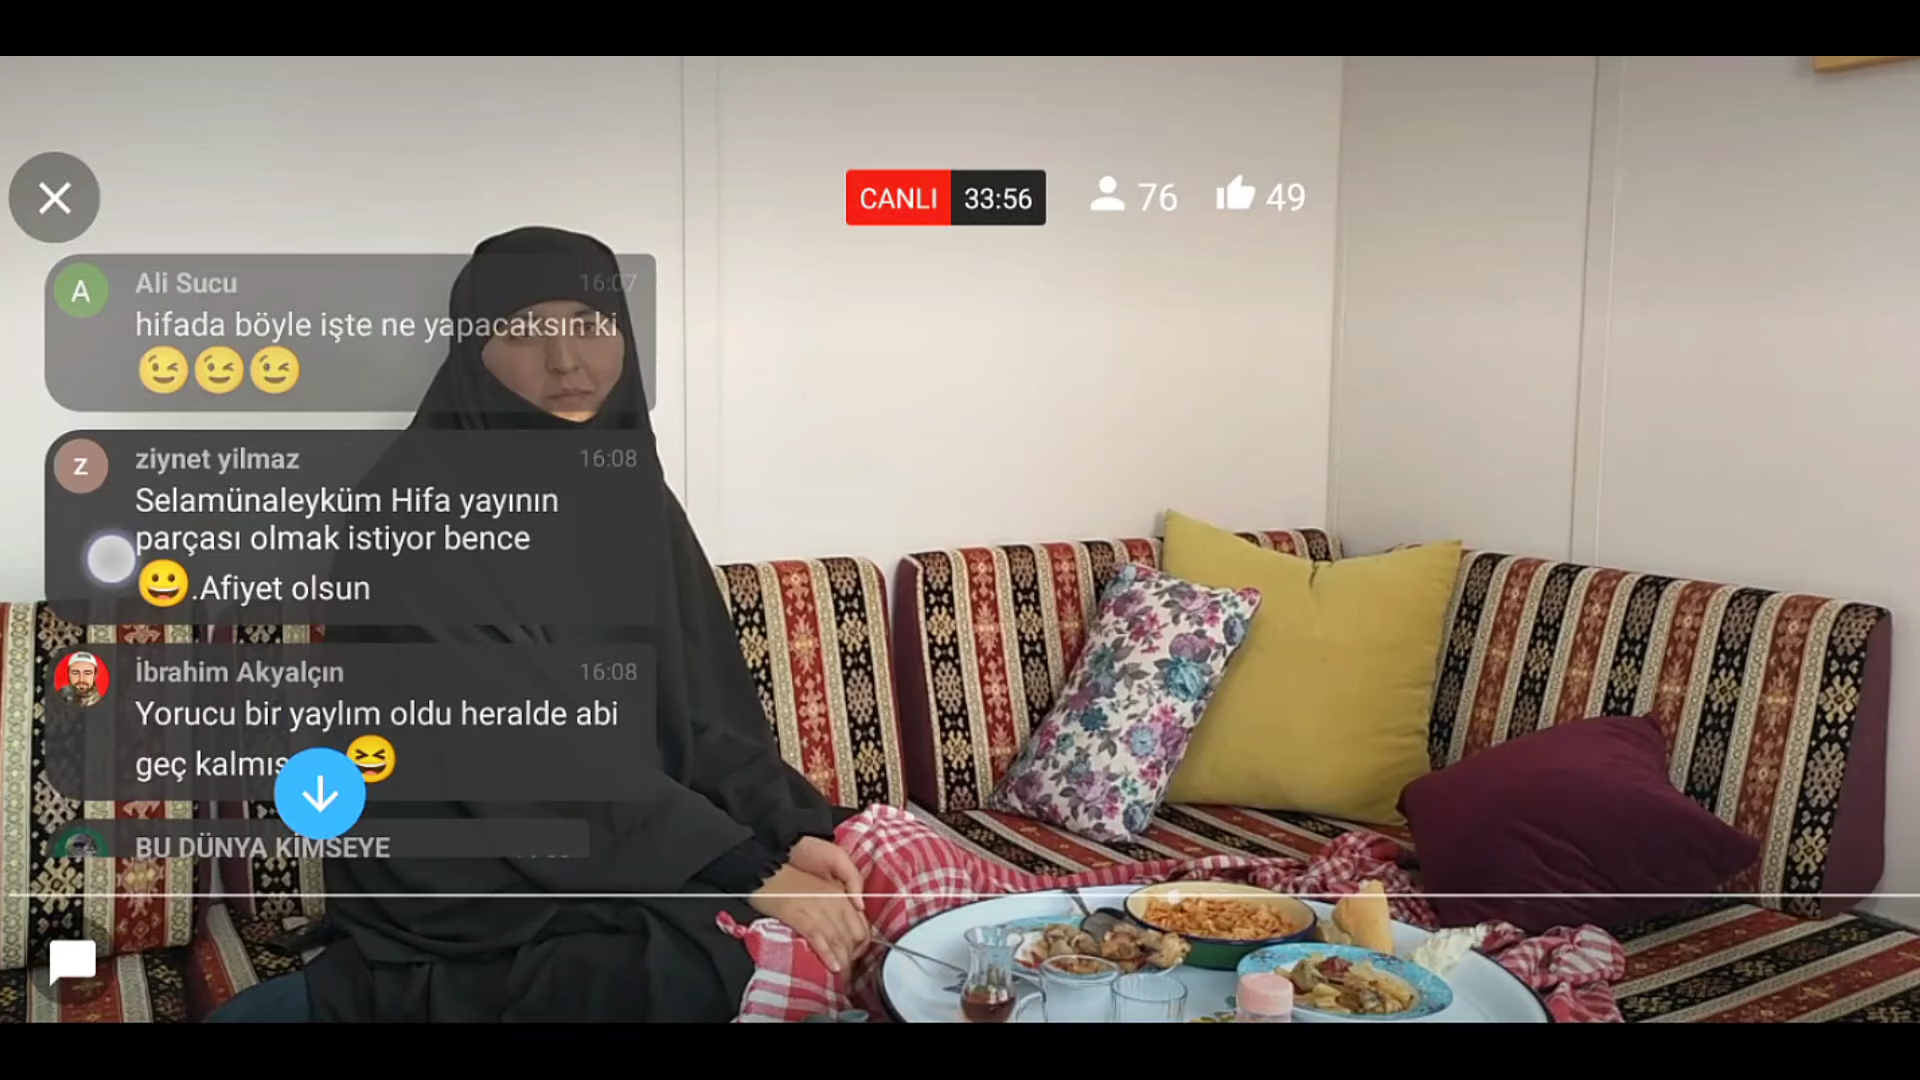 CANLI 33:56 76 49
A Ali Sucu 16:07
hifada böyle işte ne yapacaksın ki
😉😉😉
z ziynet yilmaz 16:08
Selamünaleyküm Hifa yayının
parçası olmak istiyor bence
😀.Afiyet olsun
İbrahim Akyalçın 16:08
Yorucu bir yaylım oldu heralde abi
geç 😆
BU DÜNYA KİMSEYE